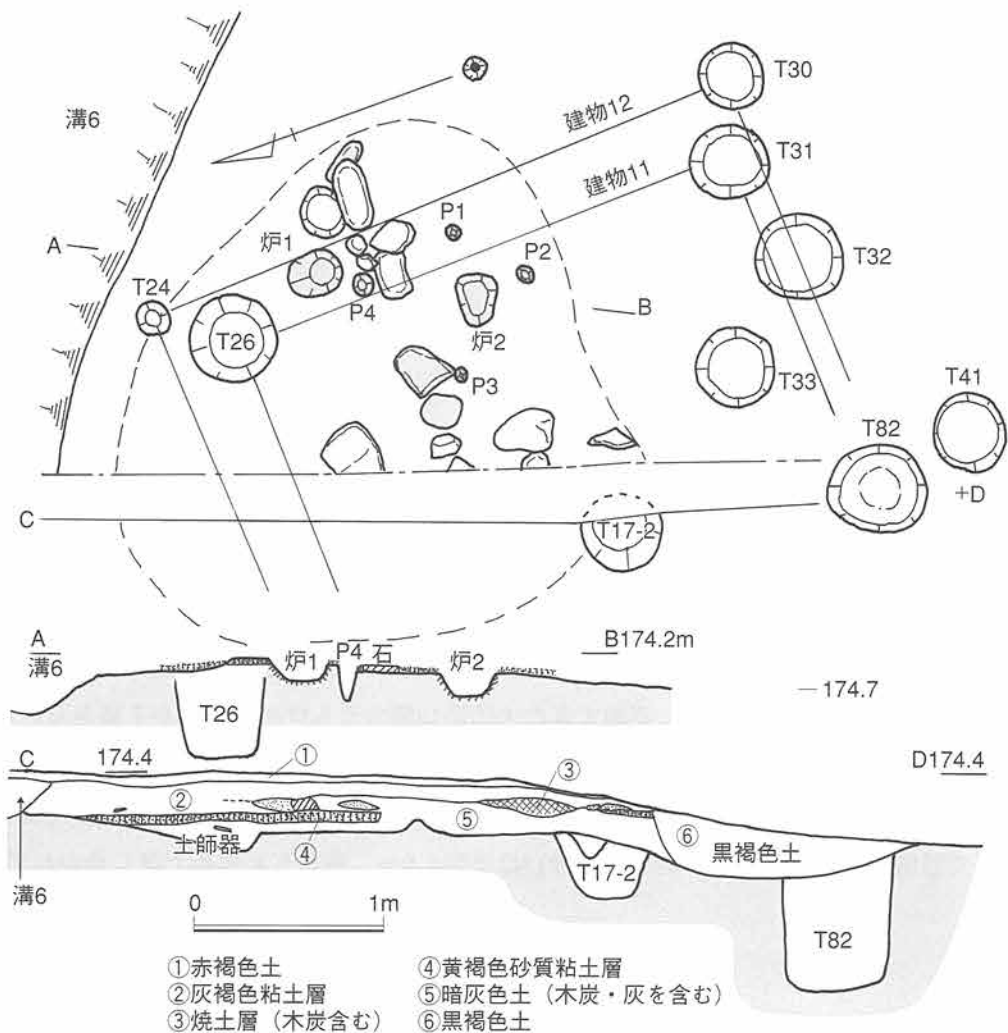 T30
建物12
溝6
T31
建物11
P1
炉1
A
T32
P2
T24
P4
B
T26
炉2
T33
P3
T41
T82
+D
C
T17-2
A
溝6
炉1
P4
石
炉2
B174.2m
174.7
T26
C
174.4
①
③
D174.4
②
⑤
⑥
土師器
④
黒褐色土
溝6
T17-2
0
1m
T82
①赤褐色土
②灰褐色粘土層
③焼土層(木炭含む)
④黄褐色砂質粘土層
⑤暗灰色土(木炭・灰を含む)
⑥黒褐色土